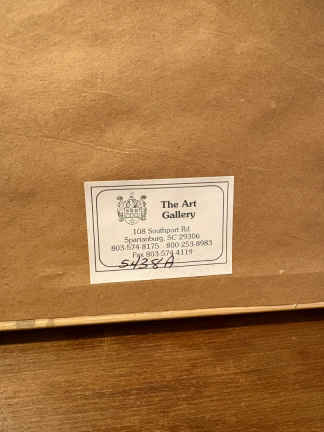 The Art
Gallery
108 Southport Rd.
Spartanburg, SC 29306
803-574-8175 800-253-8983
Fax 803-574-4119
5438A